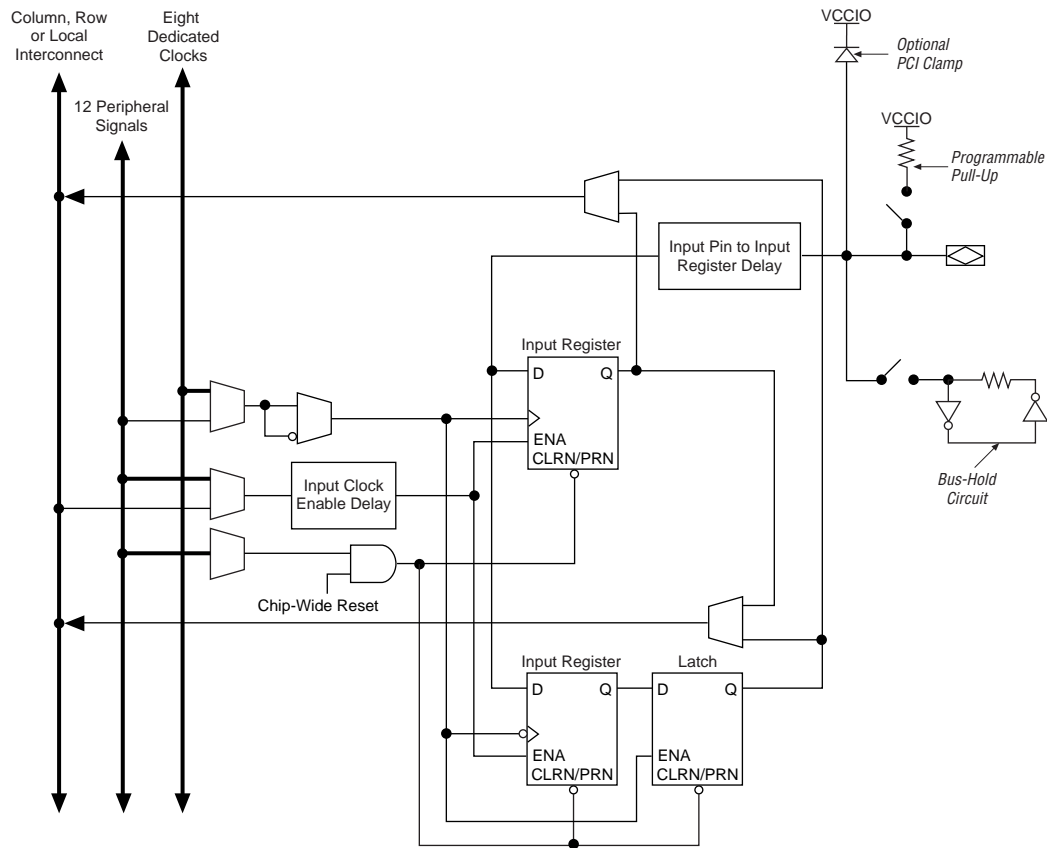 Column, Row
or Local
Interconnect
Eight
Dedicated
Clocks
12 Peripheral
Signals
VCCIO
Optional
PCI Clamp
VCCIO
Programmable
Pull-Up
Input Pin to Input
Register Delay
Input Register
D Q
ENA
CLRN/PRN
Input Clock
Enable Delay
Bus-Hold
Circuit
Chip-Wide Reset
Input Register
D Q
ENA
CLRN/PRN
Latch
D Q
ENA
CLRN/PRN